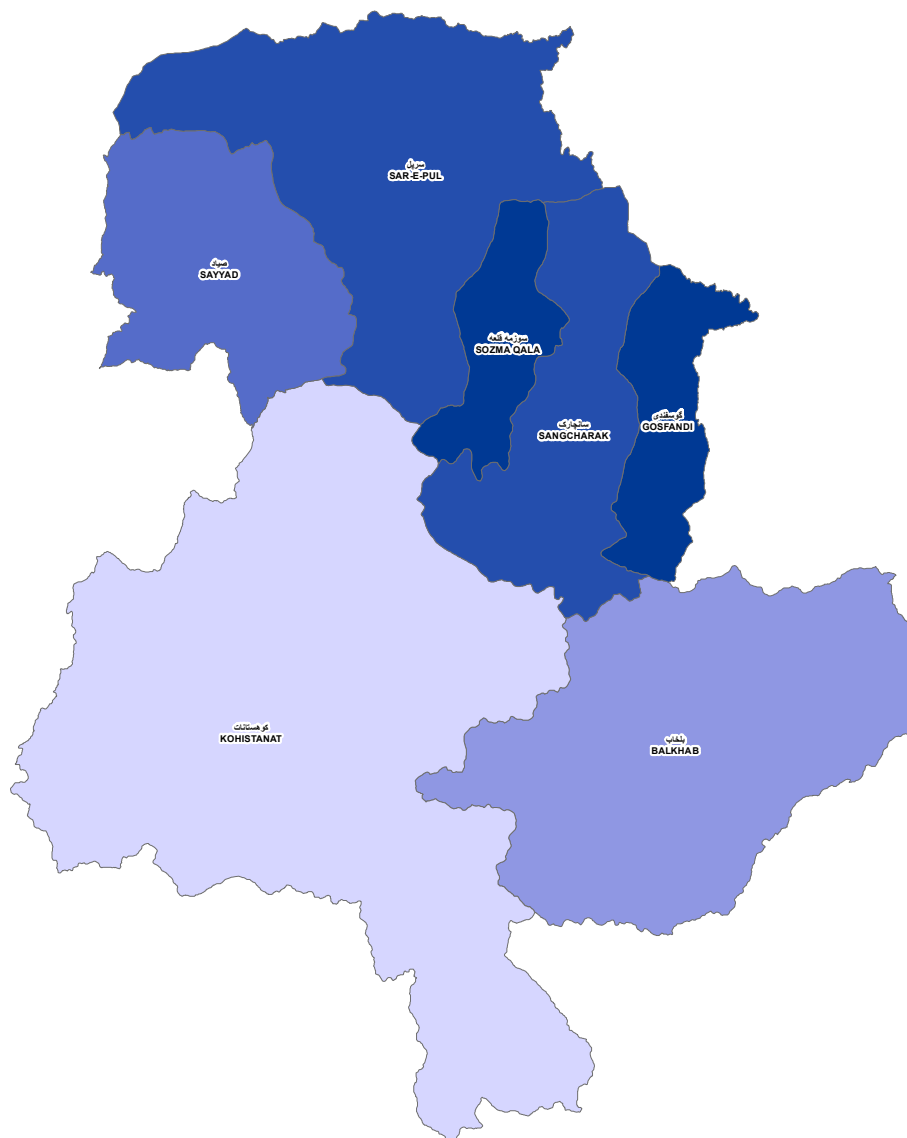 سرپل
SAR-E-PUL
صیاد
SAYYAD
سوزمه قلعه
SOZMA QALA
سانچارک
SANGCHARAK
گوسفندی
GOSFANDI
کوهستانات
KOHISTANAT
بلخاب
BALKHAB